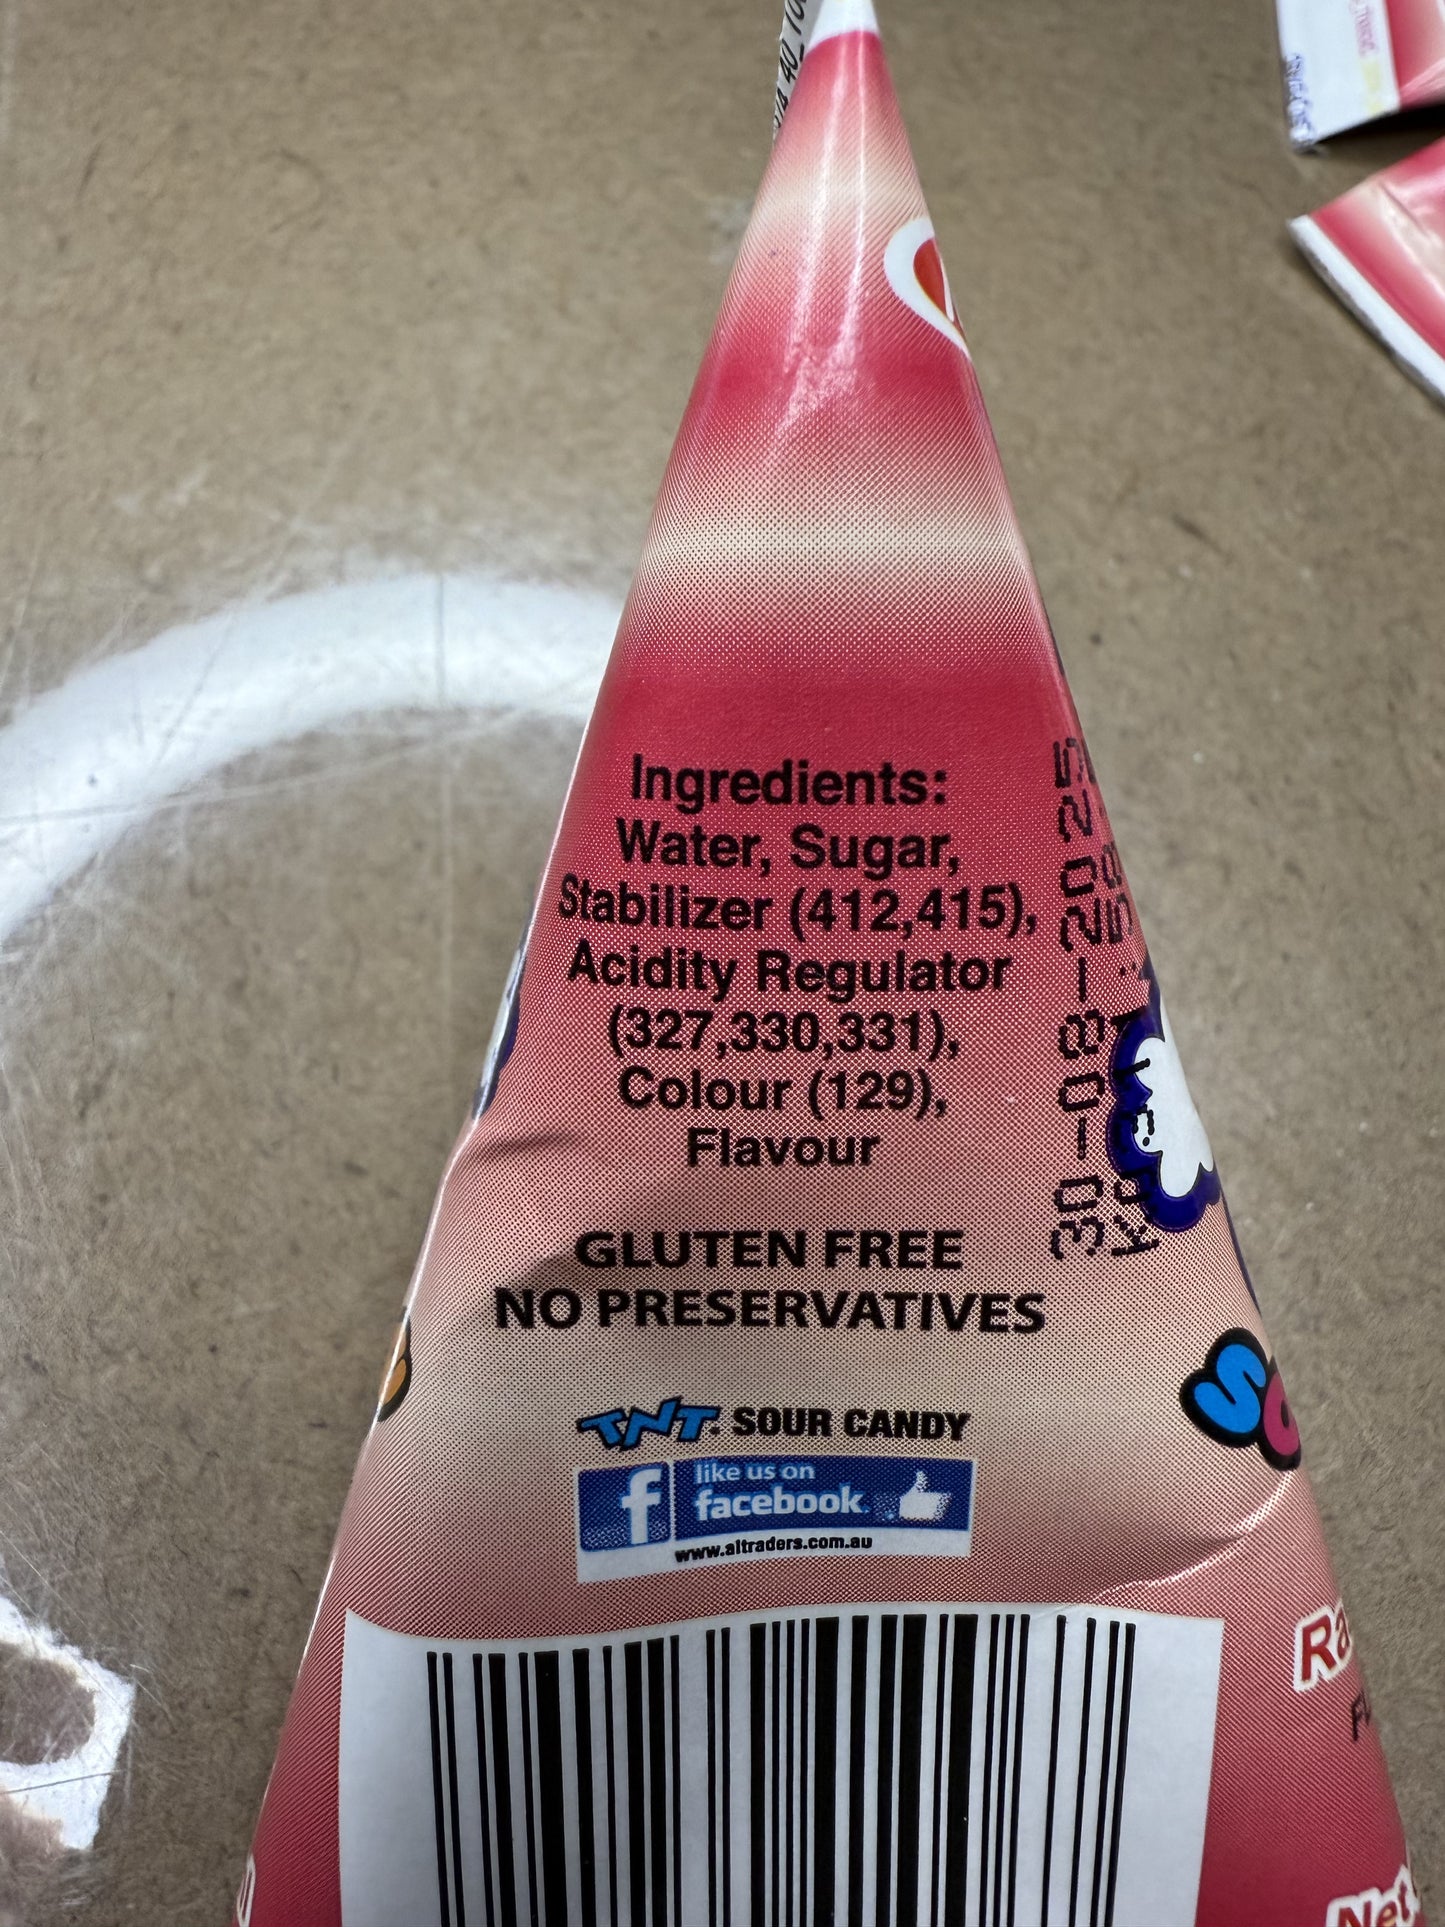 Ingredients:
Water, Sugar,
Stabilizer (412,415),
Acidity Regulator
(327,330,331),
Colour (129),
Flavour
GLUTEN FREE
NO PRESERVATIVES
TNT. SOUR CANDY
f like us on
facebook
www.altraders.com.au
30-08-2025
Net